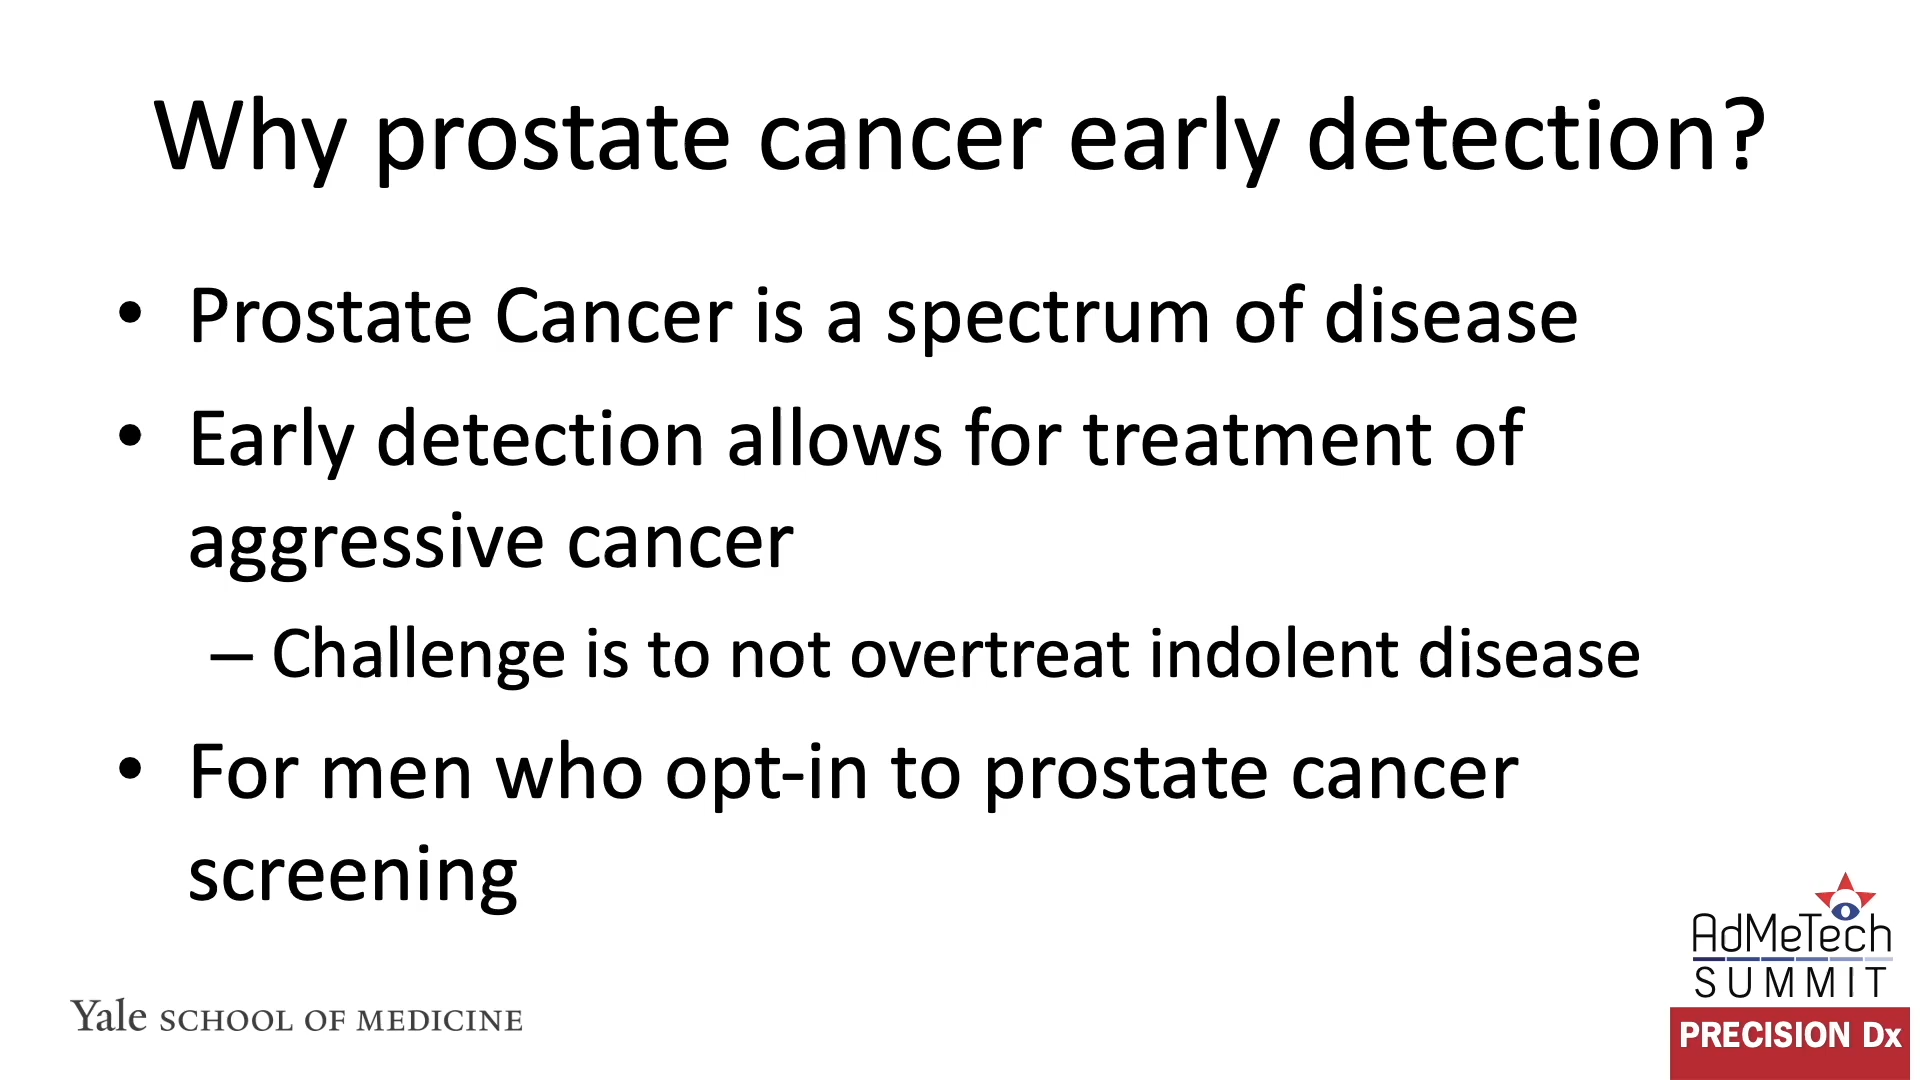 Why prostate cancer early detection?
• Prostate Cancer is a spectrum of disease
• Early detection allows for treatment of
aggressive cancer
– Challenge is to not overtreat indolent disease
• For men who opt-in to prostate cancer
screening
Yale SCHOOL OF MEDICINE
AdMeTech
SUMMIT
PRECISION Dx